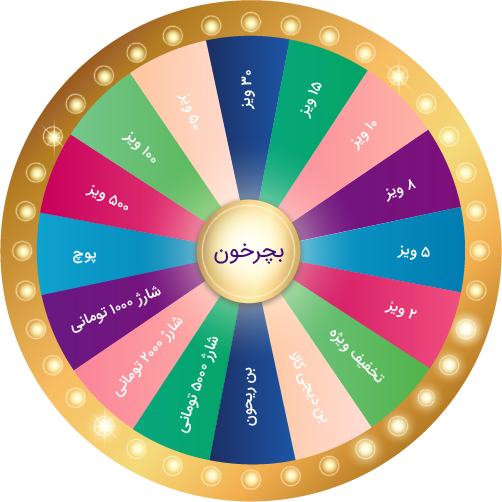 بچرخون
۳۰ ویز
۱۵ ویز
۱۰ ویز
۸ ویز
۵ ویز
۲ ویز
تخفیف ویژه
بن دیجی کالا
بن ریحون
شارژ ۵۰۰۰ تومانی
شارژ ۲۰۰۰ تومانی
شارژ ۱۰۰۰ تومانی
پوچ
۵۰۰ ویز
۱۰۰ ویز
۵۰ ویز